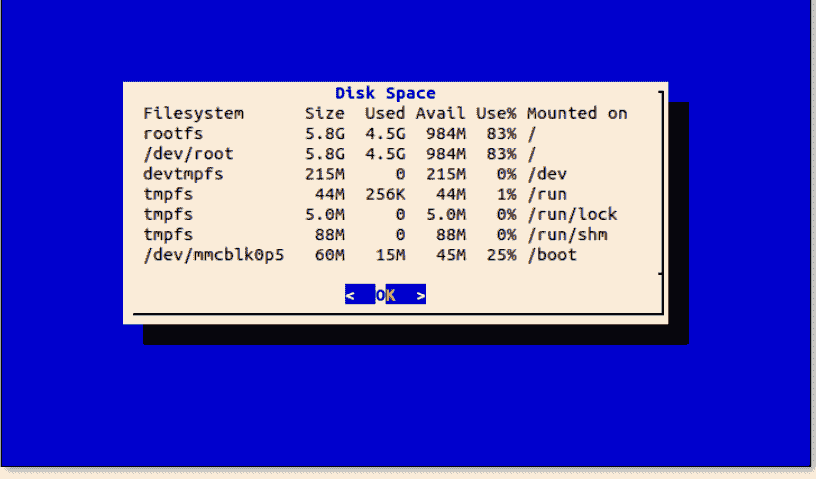 Disk Space
Filesystem Size Used Avail Use% Mounted on
rootfs 5.8G 4.5G 984M 83% /
/dev/root 5.8G 4.5G 984M 83% /
devtmpfs 215M 0 215M 0% /dev
tmpfs 44M 256K 44M 1% /run
tmpfs 5.0M 0 5.0M 0% /run/lock
tmpfs 88M 0 88M 0% /run/shm
/dev/mmcblk0p5 60M 15M 45M 25% /boot
< OK >